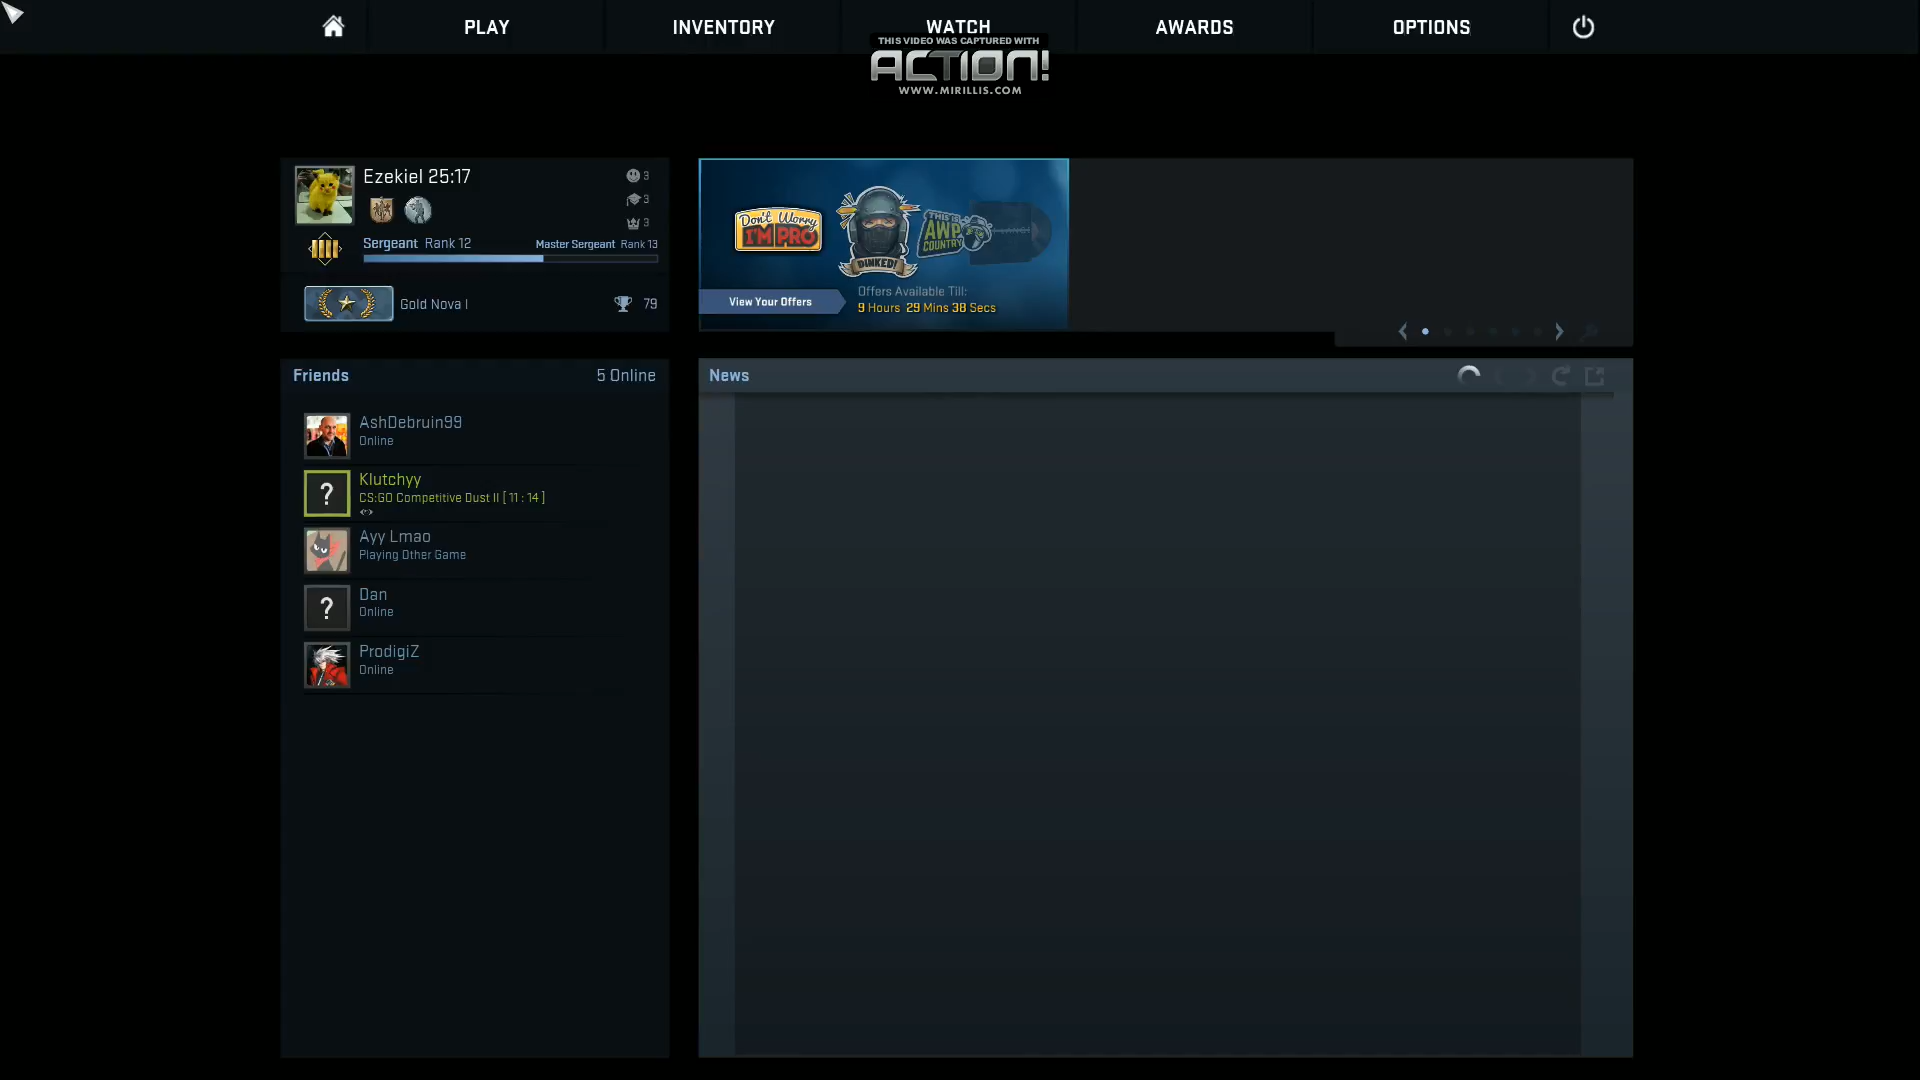 PLAY
INVENTORY
WATCH
AWARDS
OPTIONS
THIS VIDEO WAS CAPTURED WITH
ACTION!
WWW.MIRILLIS.COM
Ezekiel 25:17
3
3
3
Sergeant Rank 12
Master Sergeant Rank 13
Gold Nova I
79
Don't Worry
I'M PRO
DINKED!
THIS IS
AWP
COUNTRY
View Your Offers
Offers Available Till:
9 Hours 29 Mins 38 Secs
Friends
5 Online
AshDebruin99
Online
?
Klutchyy
CS:GO Competitive Dust II [ 11 : 14 ]
Ayy Lmao
Playing Other Game
?
Dan
Online
ProdigiZ
Online
News